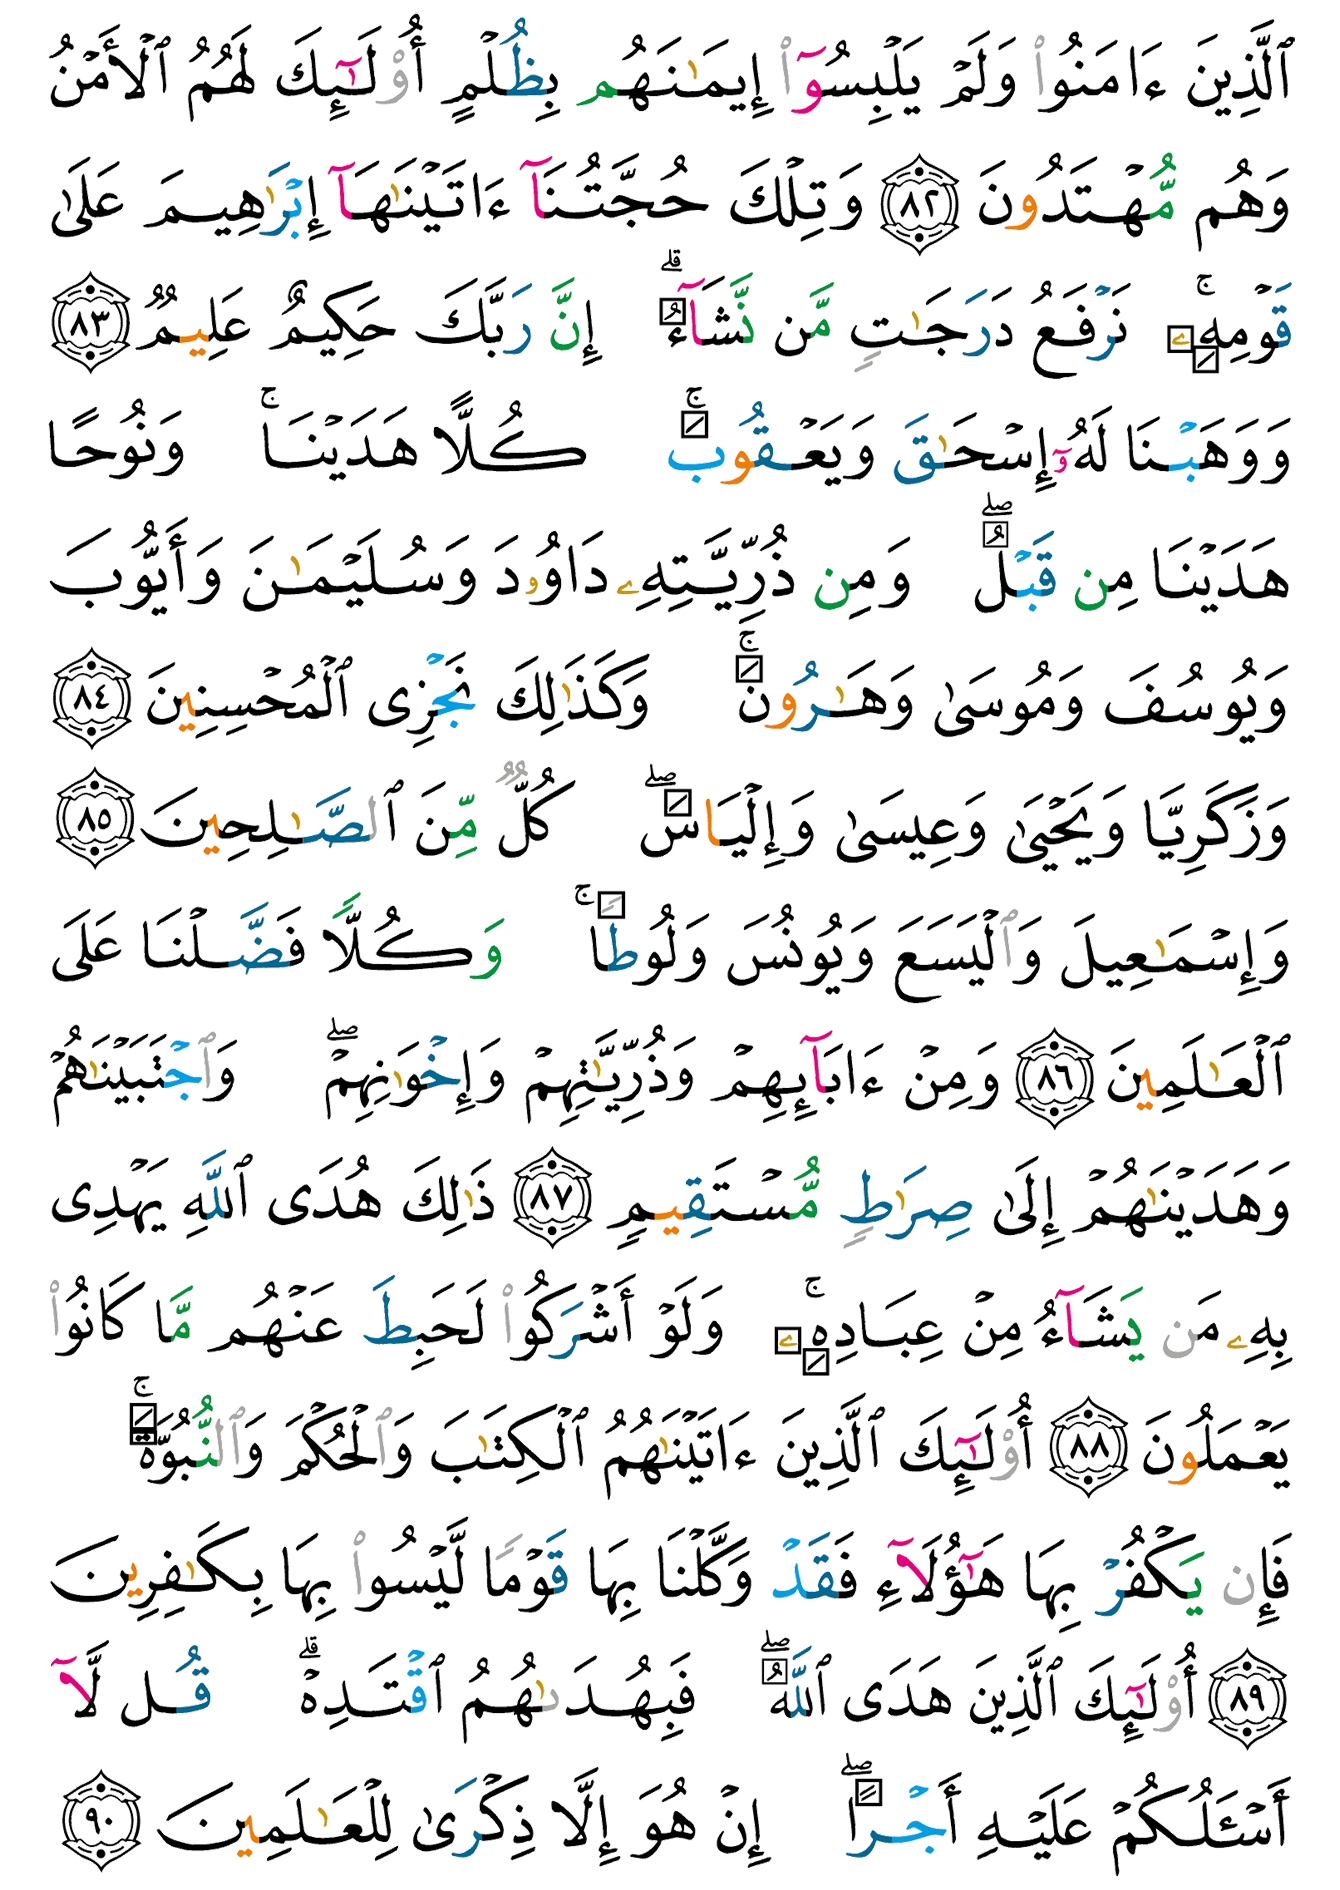 ٱلَّذِينَ ءَامَنُوا۟ وَلَمْ يَلْبِسُوٓا۟ إِيمَـٰنَهُم بِظُلْمٍ أُو۟لَـٰٓئِكَ لَهُمُ ٱلْأَمْنُ
وَهُم مُّهْتَدُونَ ٨٢ وَتِلْكَ حُجَّتُنَآ ءَاتَيْنَـٰهَآ إِبْرَٰهِيمَ عَلَىٰ
قَوْمِهِۦ ۚ نَرْفَعُ دَرَجَـٰتٍ مَّن نَّشَآءُ ۗ إِنَّ رَبَّكَ حَكِيمٌ عَلِيمٌ ٨٣
وَوَهَبْنَا لَهُۥٓ إِسْحَـٰقَ وَيَعْقُوبَ ۚ كُلًّا هَدَيْنَا ۚ وَنُوحًا
هَدَيْنَا مِن قَبْلُ ۖ وَمِن ذُرِّيَّتِهِۦ دَاوُۥدَ وَسُلَيْمَـٰنَ وَأَيُّوبَ
وَيُوسُفَ وَمُوسَىٰ وَهَـٰرُونَ ۚ وَكَذَٰلِكَ نَجْزِى ٱلْمُحْسِنِينَ ٨٤
وَزَكَرِيَّا وَيَحْيَىٰ وَعِيسَىٰ وَإِلْيَاسَ ۖ كُلٌّ مِّنَ ٱلصَّـٰلِحِينَ ٨٥
وَإِسْمَـٰعِيلَ وَٱلْيَسَعَ وَيُونُسَ وَلُوطًا ۚ وَكُلًّا فَضَّلْنَا عَلَى
ٱلْعَـٰلَمِينَ ٨٦ وَمِنْ ءَابَآئِهِمْ وَذُرِّيَّـٰتِهِمْ وَإِخْوَٰنِهِمْ ۖ وَٱجْتَبَيْنَـٰهُمْ
وَهَدَيْنَـٰهُمْ إِلَىٰ صِرَٰطٍ مُّسْتَقِيمٍ ٨٧ ذَٰلِكَ هُدَى ٱللَّهِ يَهْدِى
بِهِۦ مَن يَشَآءُ مِنْ عِبَادِهِۦ ۚ وَلَوْ أَشْرَكُوا۟ لَحَبِطَ عَنْهُم مَّا كَانُوا۟
يَعْمَلُونَ ٨٨ أُو۟لَـٰٓئِكَ ٱلَّذِينَ ءَاتَيْنَـٰهُمُ ٱلْكِتَـٰبَ وَٱلْحُكْمَ وَٱلنُّبُوَّةَ ۚ
فَإِن يَكْفُرْ بِهَا هَـٰٓؤُلَآءِ فَقَدْ وَكَّلْنَا بِهَا قَوْمًا لَّيْسُوا۟ بِهَا بِكَـٰفِرِينَ
٨٩ أُو۟لَـٰٓئِكَ ٱلَّذِينَ هَدَى ٱللَّهُ ۖ فَبِهُدَىٰهُمُ ٱقْتَدِهْ ۗ قُل لَّآ
أَسْـَٔلُكُمْ عَلَيْهِ أَجْرًا ۖ إِنْ هُوَ إِلَّا ذِكْرَىٰ لِلْعَـٰلَمِينَ ٩٠